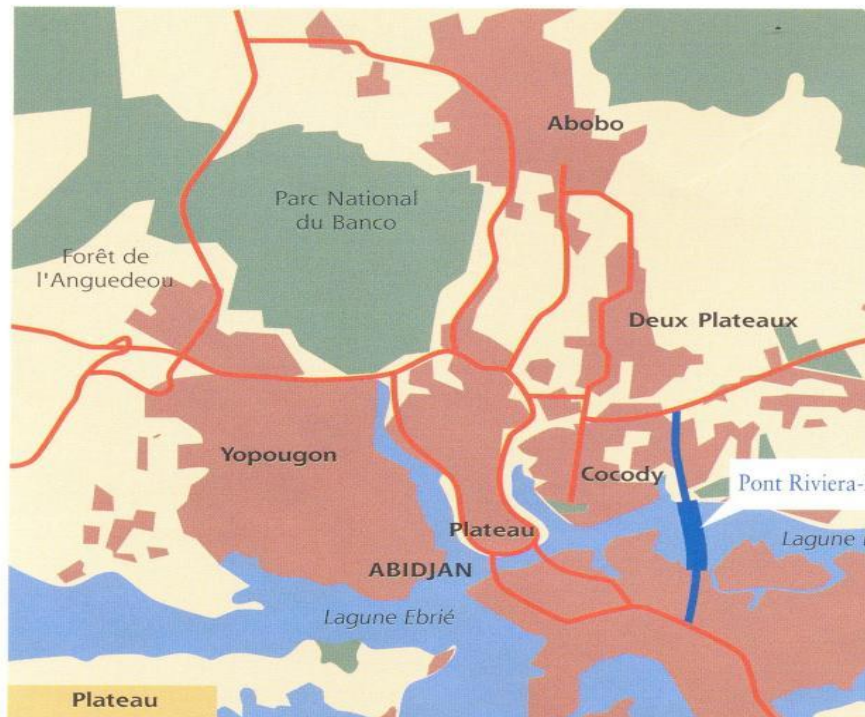 Abobo
Parc National
du Banco
Forêt de
l'Anguedeou
Deux Plateaux
Yopougon
Cocody
Pont Riviera-
Plateau
Lagune
ABIDJAN
Lagune Ebrié
Plateau